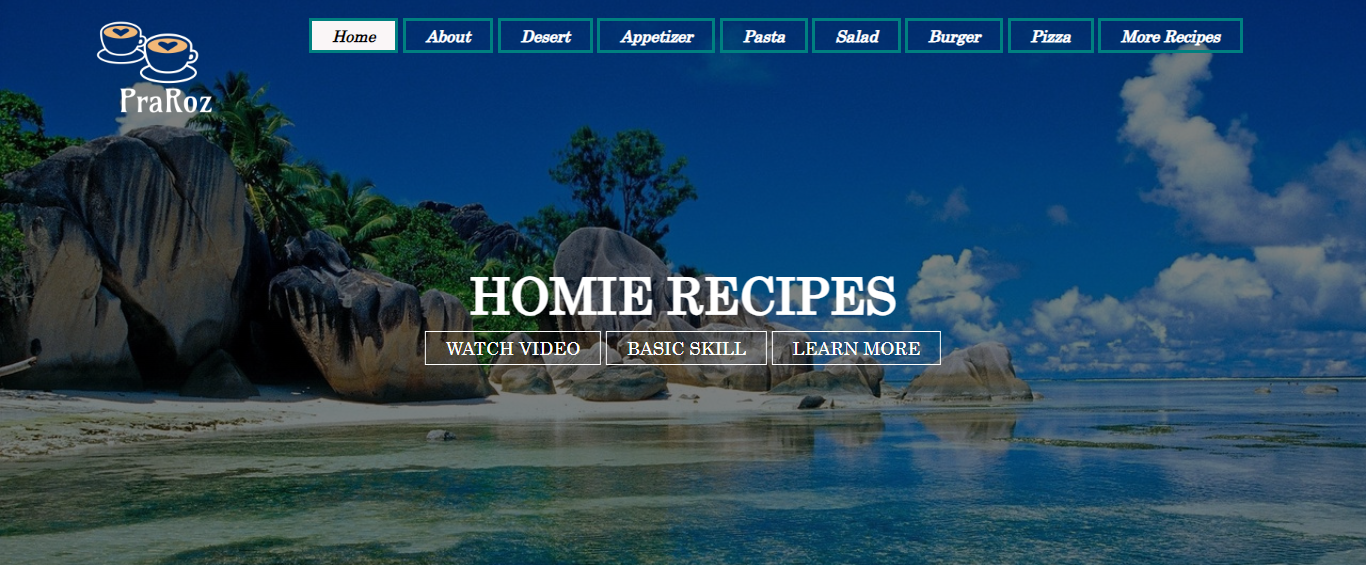 Home About Desert Appetizer Pasta Salad Burger Pizza More Recipes
PraRoz
HOMIE RECIPES
WATCH VIDEO BASIC SKILL LEARN MORE